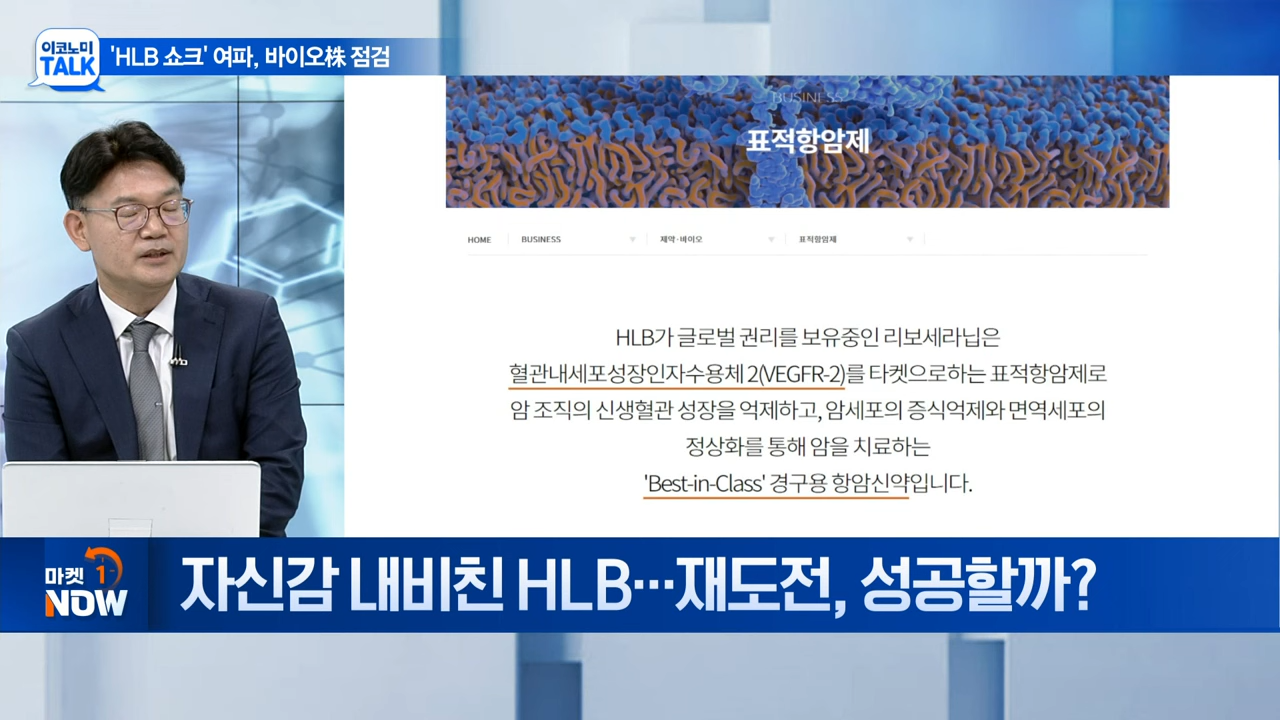 이코노미
TALK
'HLB 쇼크' 여파, 바이오株 점검
BUSINESS
표적항암제
HOME
BUSINESS
제약·바이오
표적항암제
HLB가 글로벌 권리를 보유중인 리보세라닙은
혈관내세포성장인자수용체 2(VEGFR-2)를 타켓으로하는 표적항암제로
암 조직의 신생혈관 성장을 억제하고, 암세포의 증식억제와 면역세포의
정상화를 통해 암을 치료하는
'Best-in-Class' 경구용 항암신약입니다.
마켓 1
NOW
자신감 내비친 HLB…재도전, 성공할까?